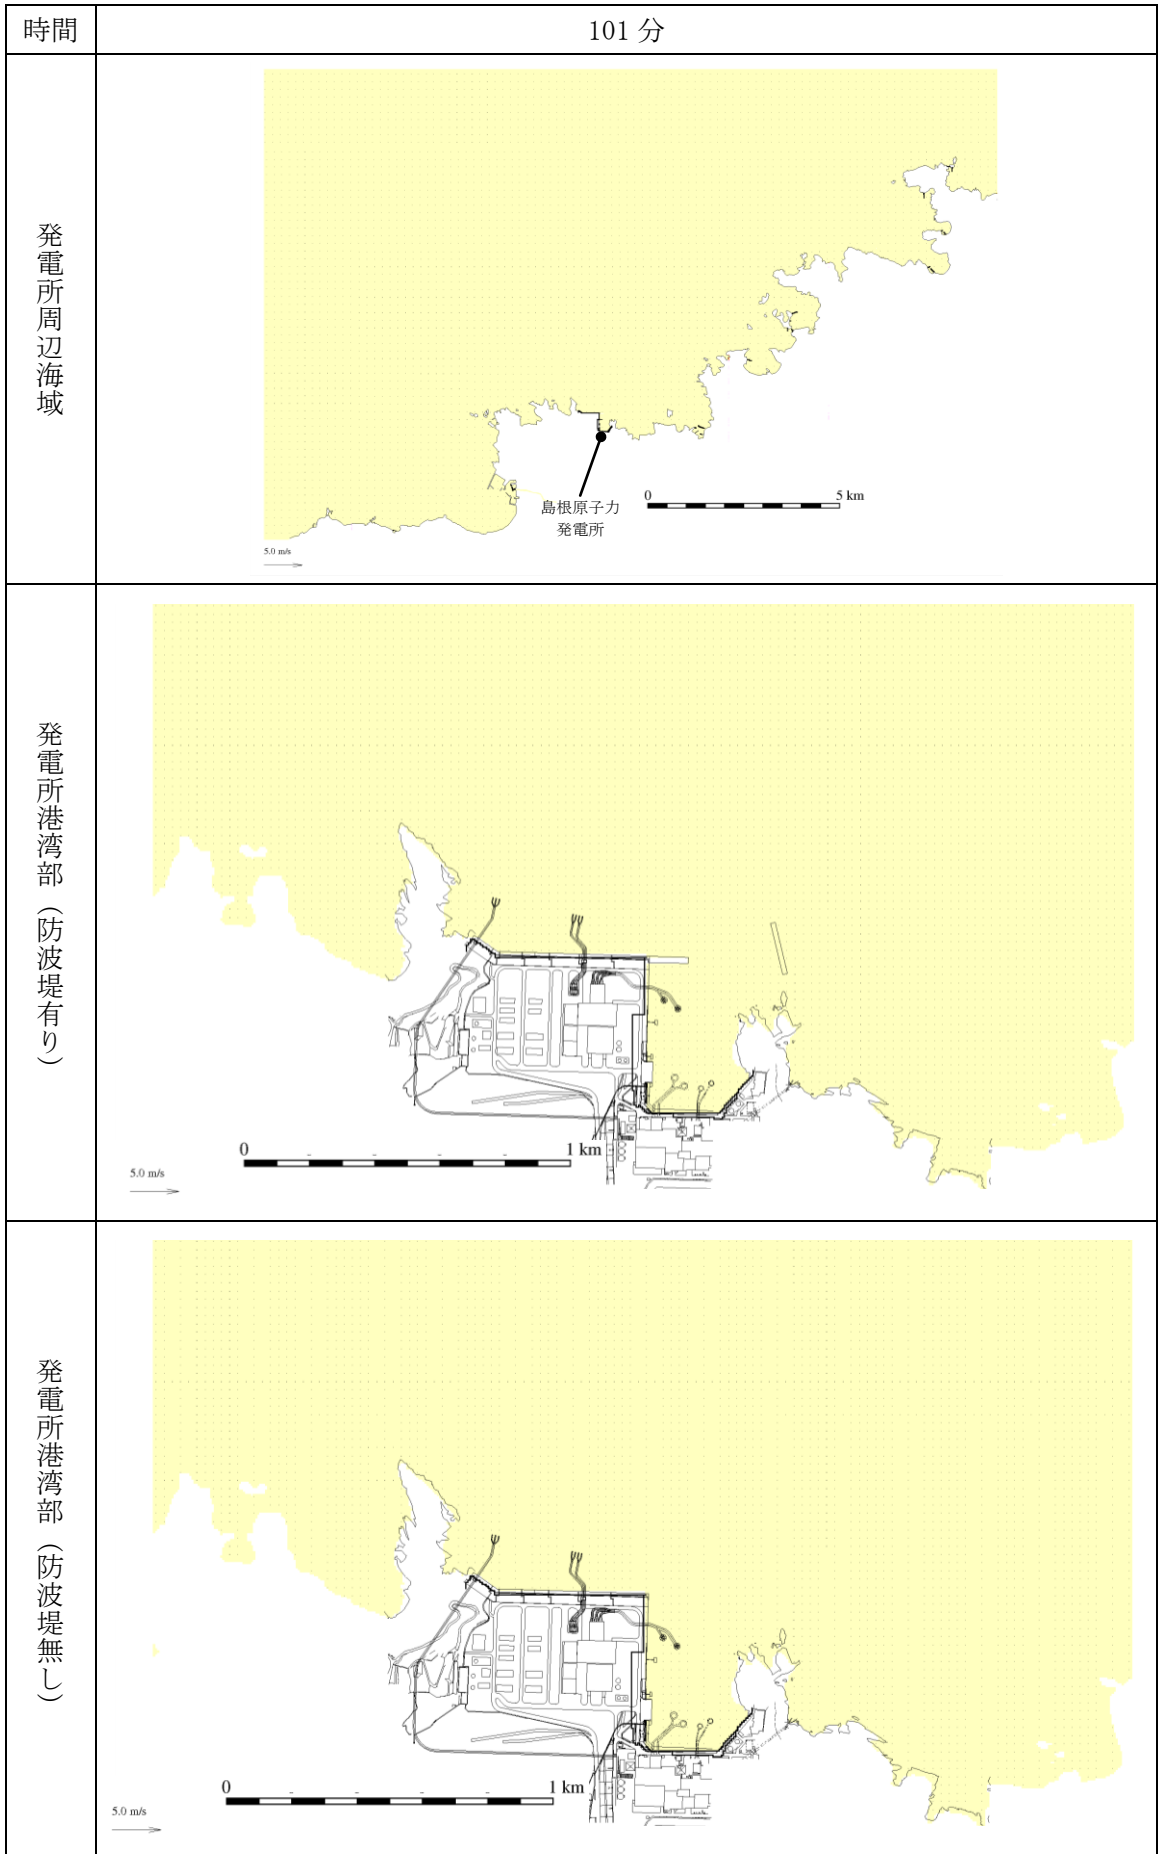 時間
101 分
発電所周辺海域
島根原子力
発電所
0
5 km
5.0 m/s
発電所港湾部（防波堤有り）
0
1 km
5.0 m/s
発電所港湾部（防波堤無し）
0
1 km
5.0 m/s